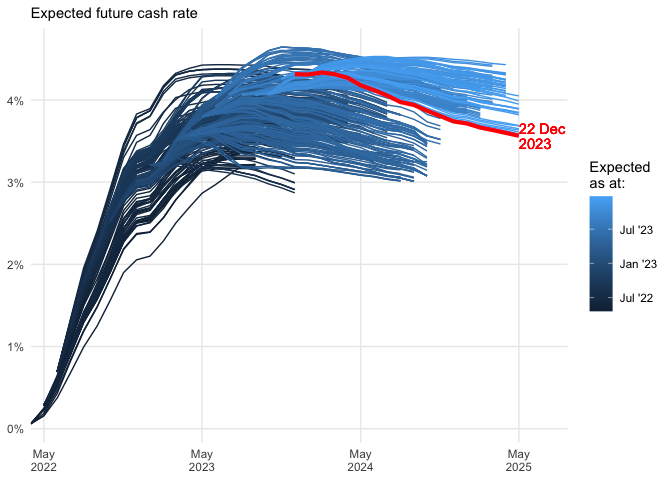 Expected future cash rate
4%
3%
2%
1%
0%
22 Dec
2023
May
2022
May
2023
May
2024
May
2025
Expected
as at:
Jul '23
Jan '23
Jul '22